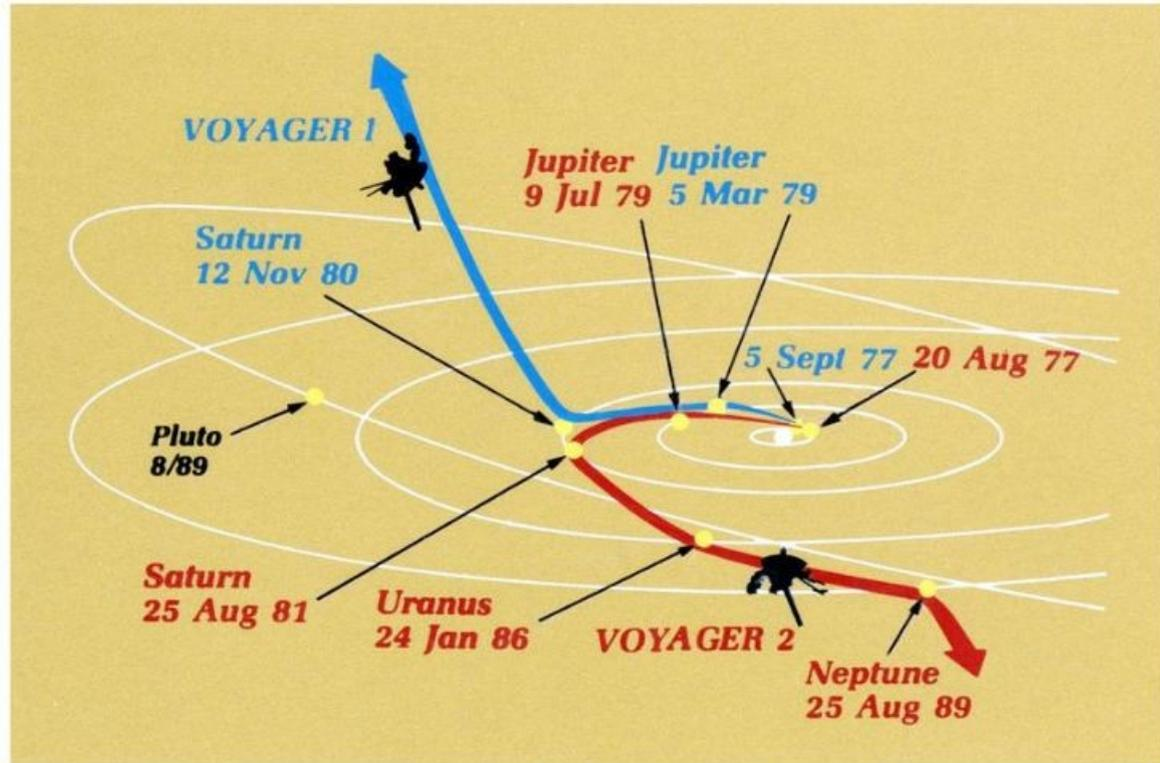 VOYAGER 1
Jupiter
9 Jul 79
Jupiter
5 Mar 79
Saturn
12 Nov 80
5 Sept 77
20 Aug 77
Pluto
8/89
Saturn
25 Aug 81
Uranus
24 Jan 86
VOYAGER 2
Neptune
25 Aug 89